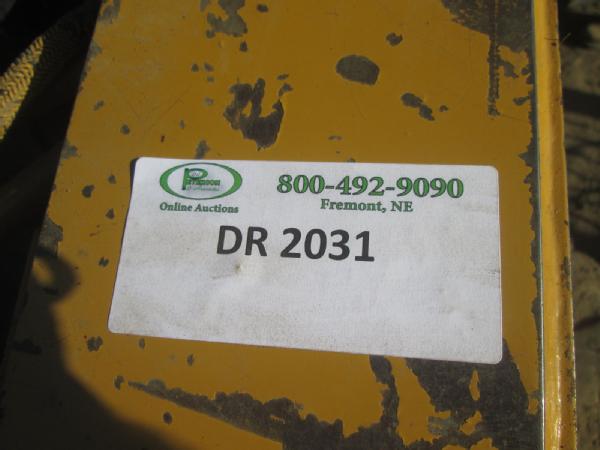 800-492-9090
Online Auctions
Fremont, NE
DR 2031